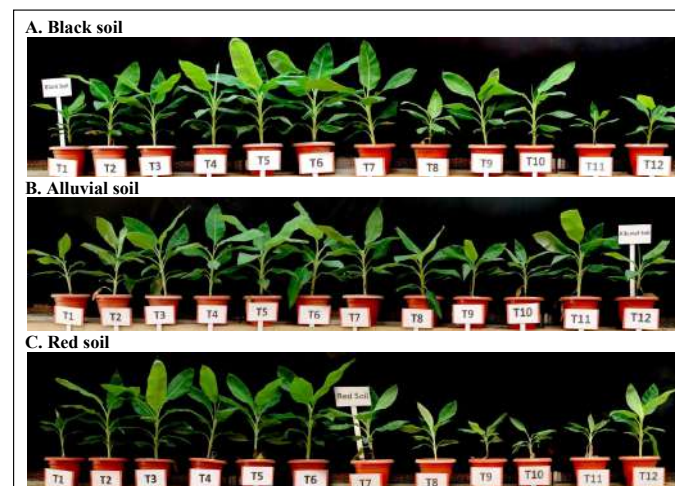 A. Black soil
Black Soil
T1 T2 T3 T4 T5 T6 T7 T8 T9 T10 T11 T12
B. Alluvial soil
Alluvial Soil
T1 T2 T3 T4 T5 T6 T7 T8 T9 T10 T11 T12
C. Red soil
Red Soil
T1 T2 T3 T4 T5 T6 T7 T8 T9 T10 T11 T12